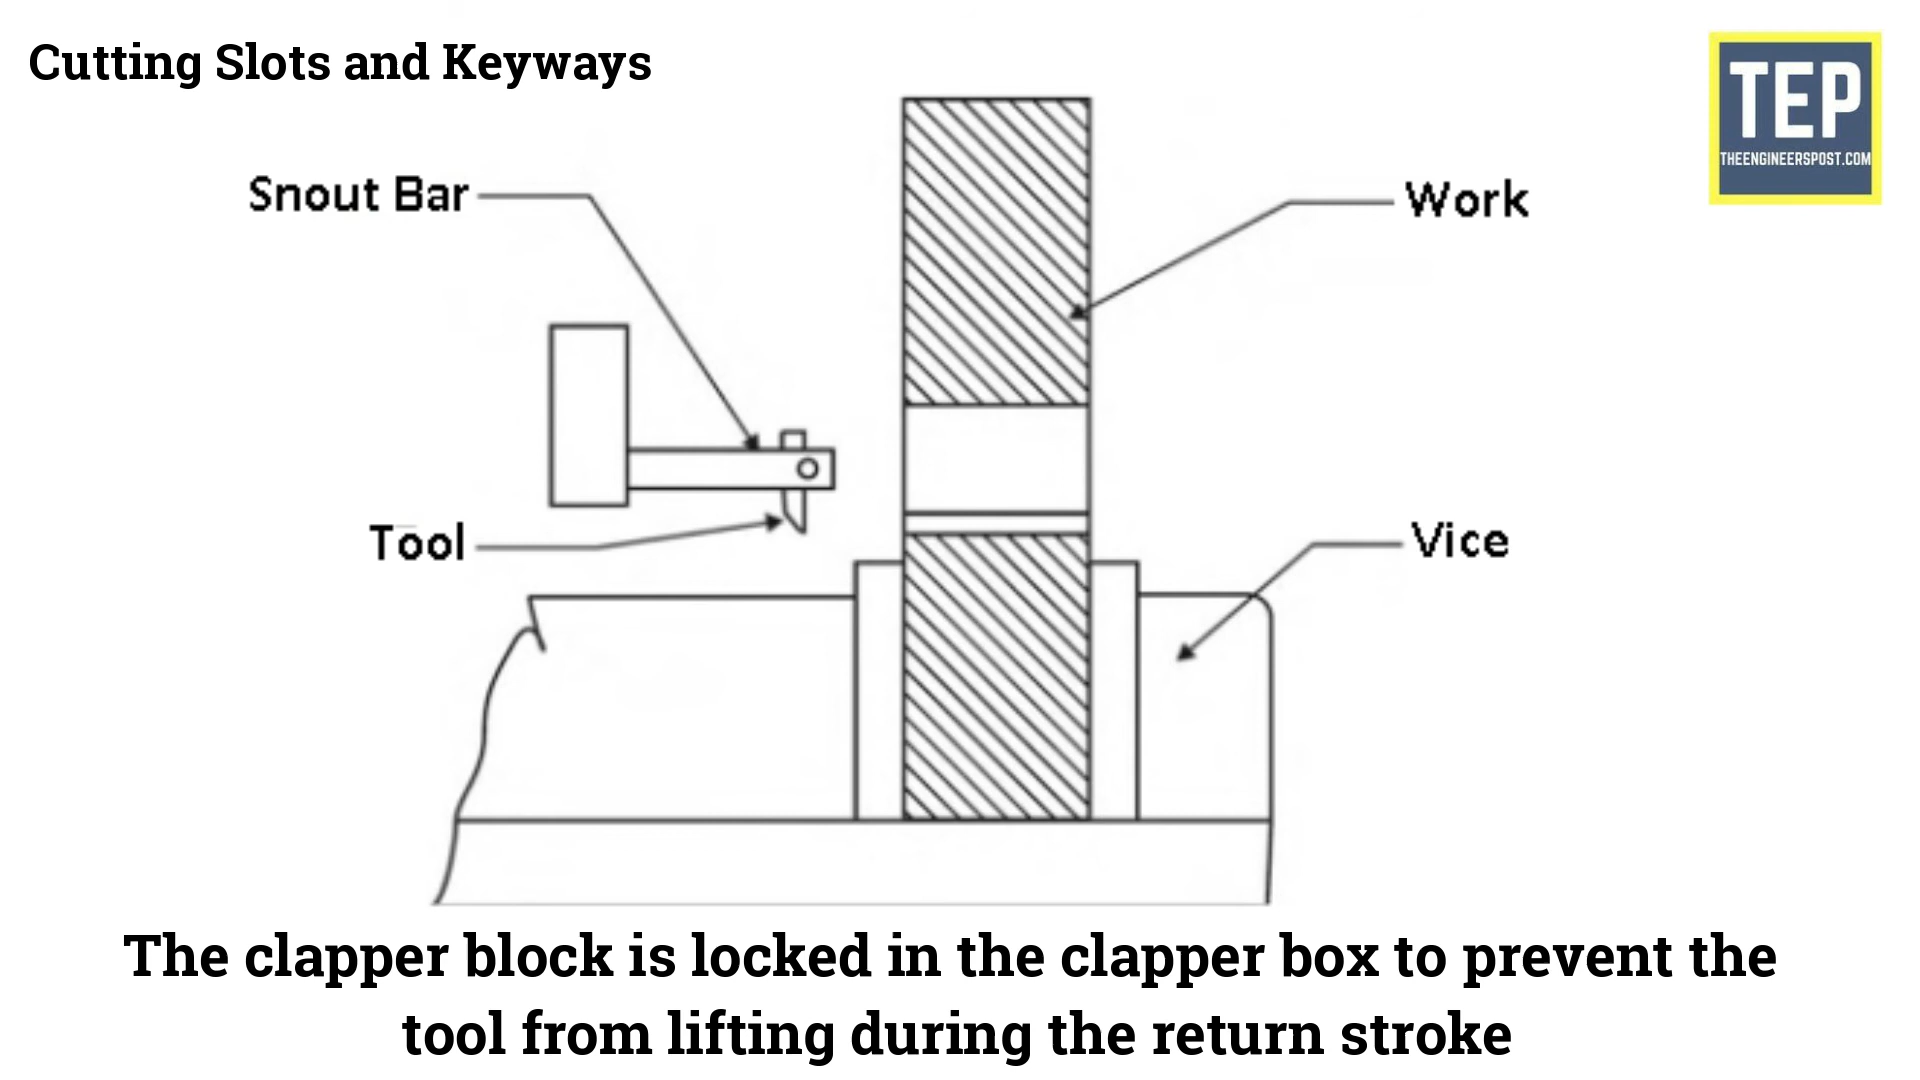 Cutting Slots and Keyways
TEP
THEENGINEERSPOST.COM
Snout Bar
Work
Tool
Vice
The clapper block is locked in the clapper box to prevent the
tool from lifting during the return stroke